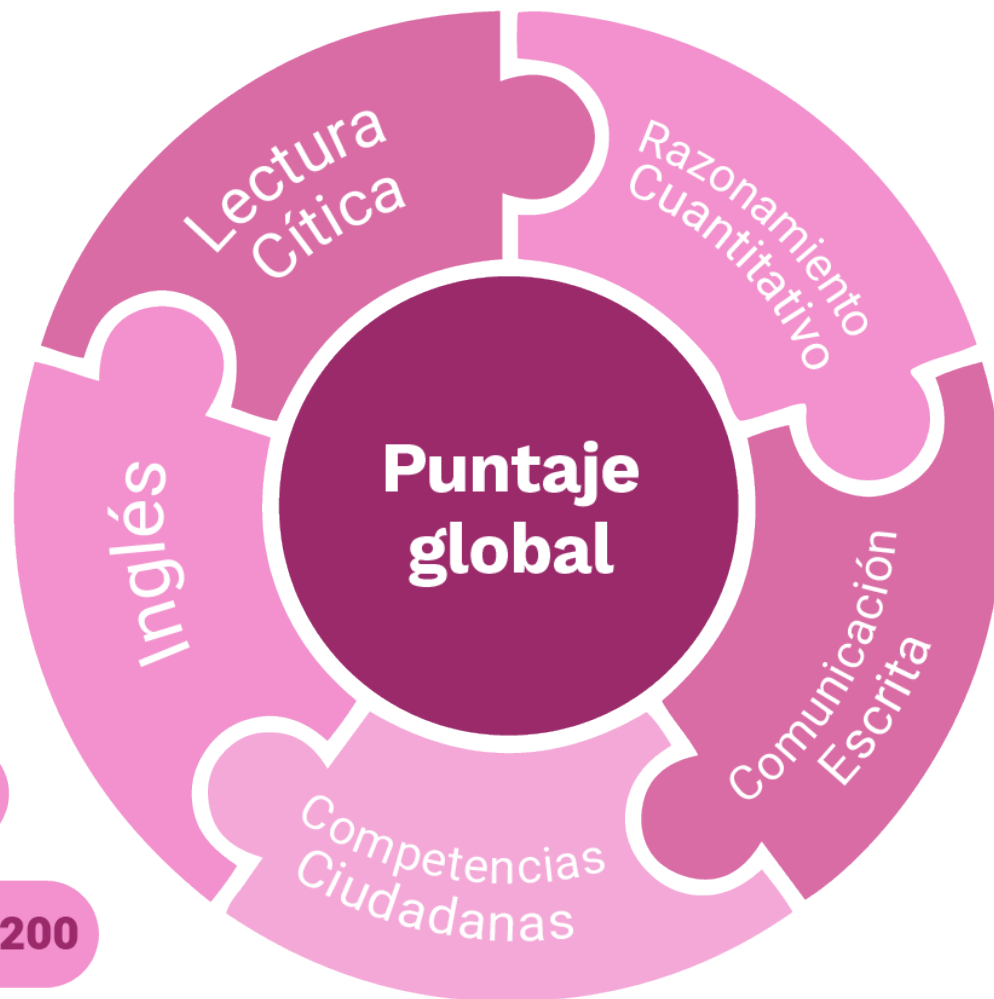 Lectura
Cítica
Razonamiento
Cuantitativo
Puntaje
global
Inglés
Comunicación
Escrita
Competencias
Ciudadanas
200